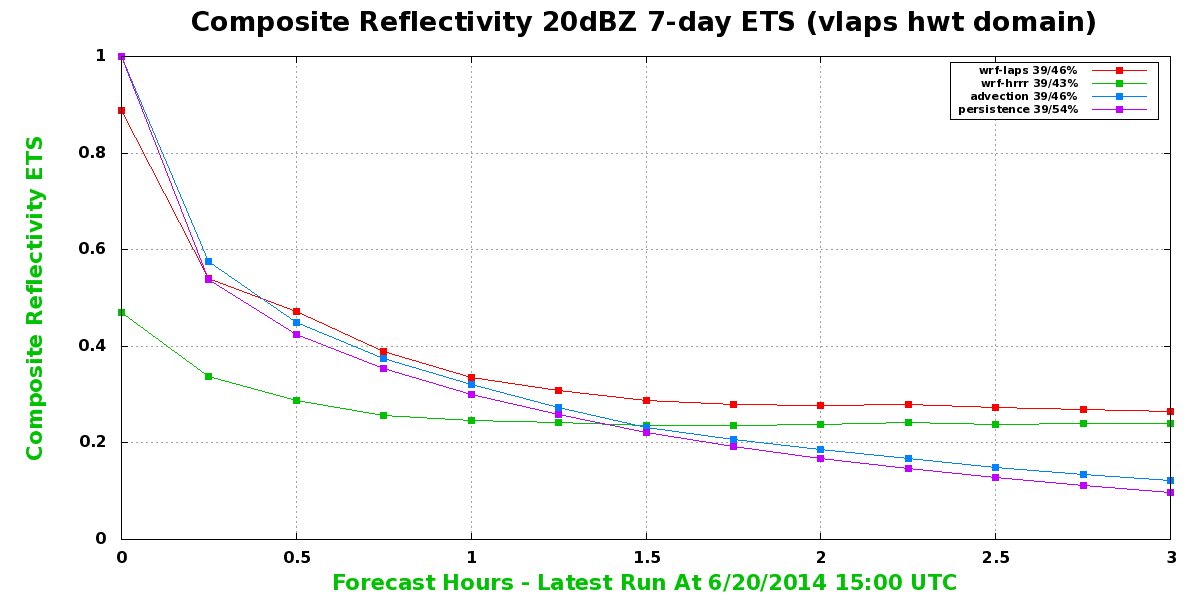 Composite Reflectivity 20dBZ 7-day ETS (vlaps hwt domain)
wrf-laps 39/46%
wrf-hrrr 39/43%
advection 39/46%
persistence 39/54%
Composite Reflectivity ETS
1
0.8
0.6
0.4
0.2
0
0 0.5 1 1.5 2 2.5 3
Forecast Hours - Latest Run At 6/20/2014 15:00 UTC